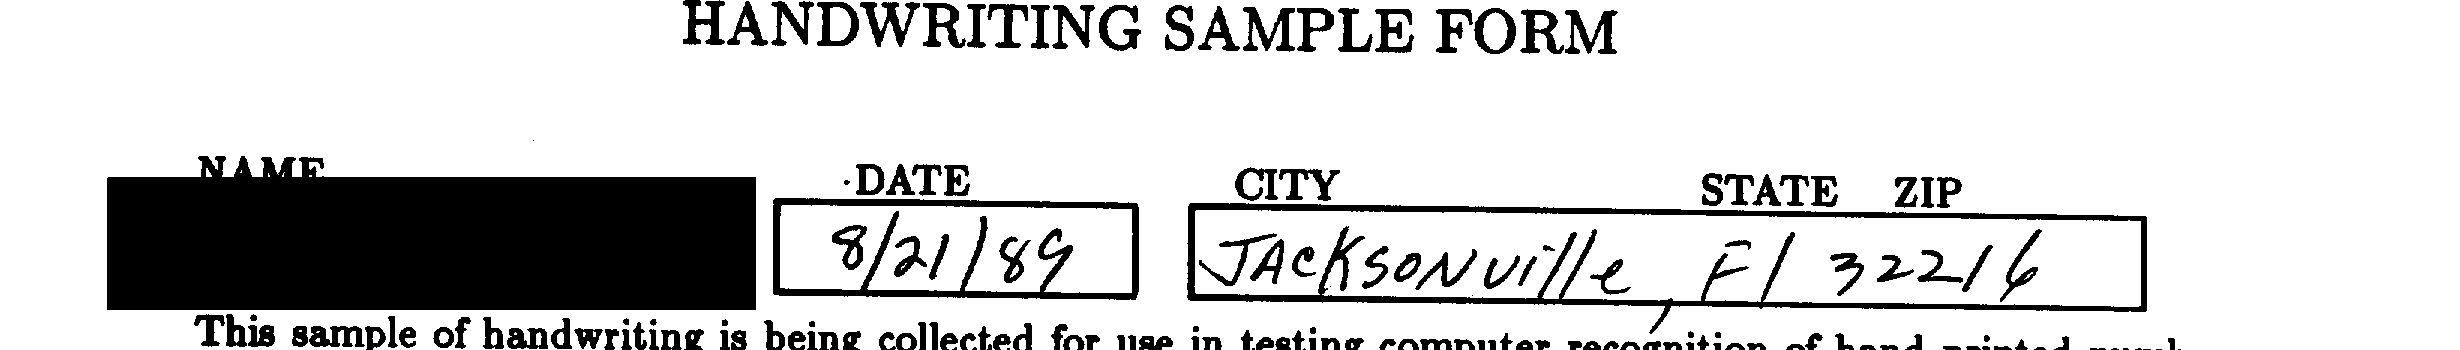 HANDWRITING SAMPLE FORM
NAME DATE CITY STATE ZIP
8/21/89 JACKSONville, Fl 32216
This sample of handwriting is being collected for use in testing computer recognition of hand printed